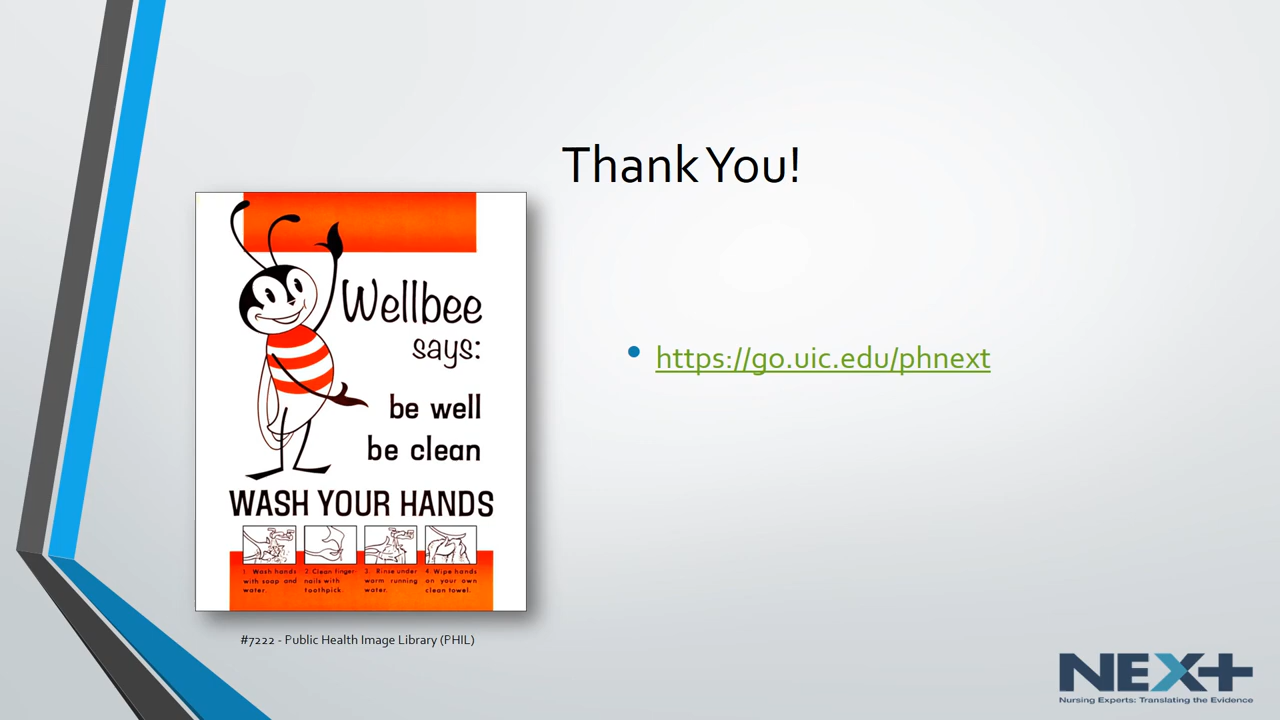 Thank You!
Wellbee
says:
be well
be clean
WASH YOUR HANDS
1. Wash hands
with soap and
water.
2. Clean finger-
nails with
toothpick.
3. Rinse under
warm running
water.
4. Wipe hands
on your own
clean towel.
#7222 - Public Health Image Library (PHIL)
https://go.uic.edu/phnext
NEXT
Nursing Experts: Translating the Evidence